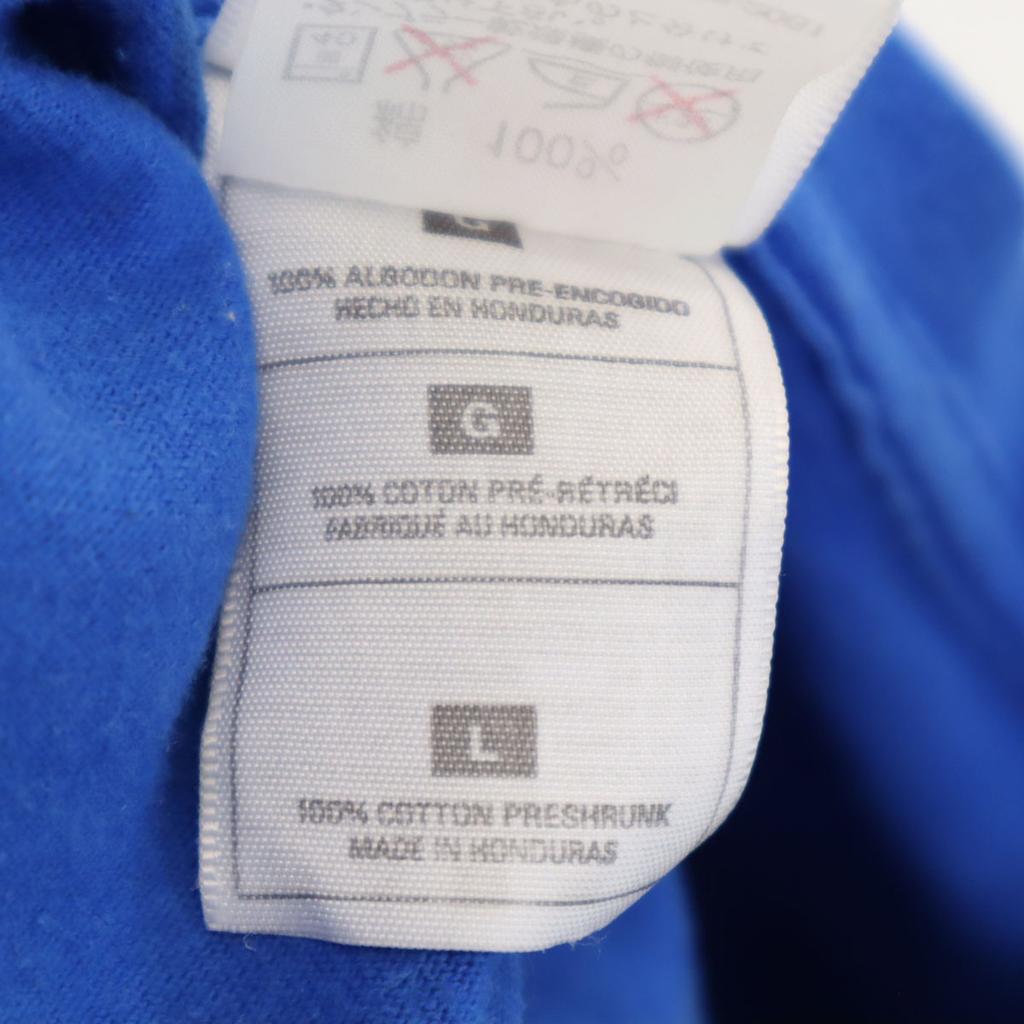 綿 100%
G
100% ALGODON PRE-ENCOGIDO
HECHO EN HONDURAS
G
100% COTON PRÉ-RÉTRÉCI
FABRIQUÉ AU HONDURAS
L
100% COTTON PRESHRUNK
MADE IN HONDURAS